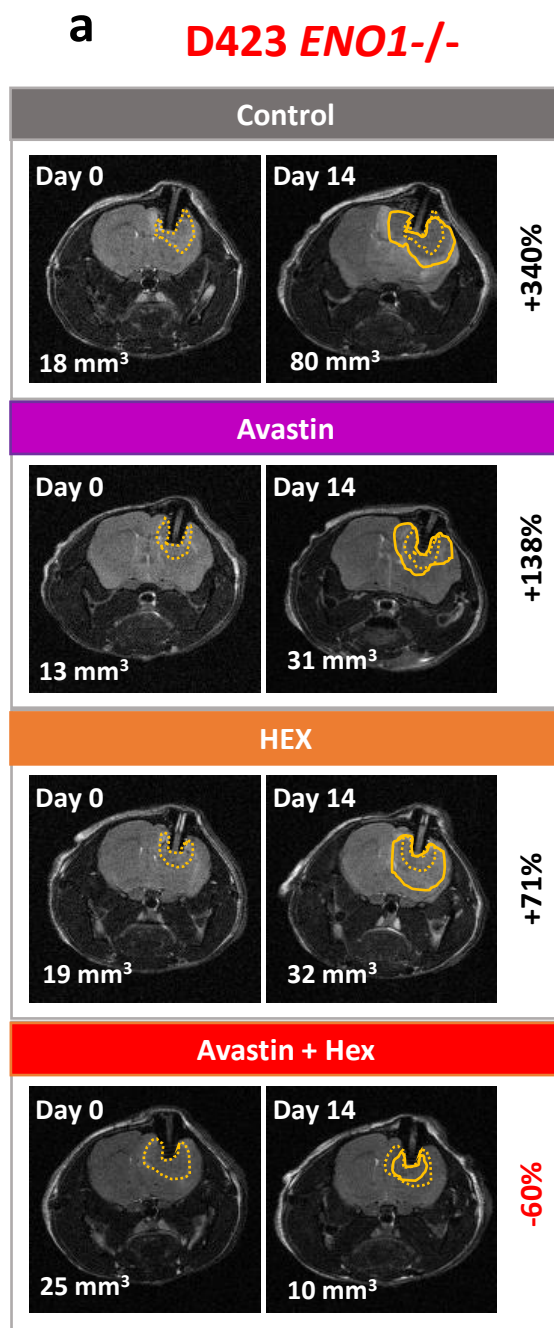 a
D423 ENO1-/-
Control
Day 0
Day 14
18 mm³
80 mm³
+340%
Avastin
Day 0
Day 14
13 mm³
31 mm³
+138%
HEX
Day 0
Day 14
19 mm³
32 mm³
+71%
Avastin + Hex
Day 0
Day 14
25 mm³
10 mm³
-60%